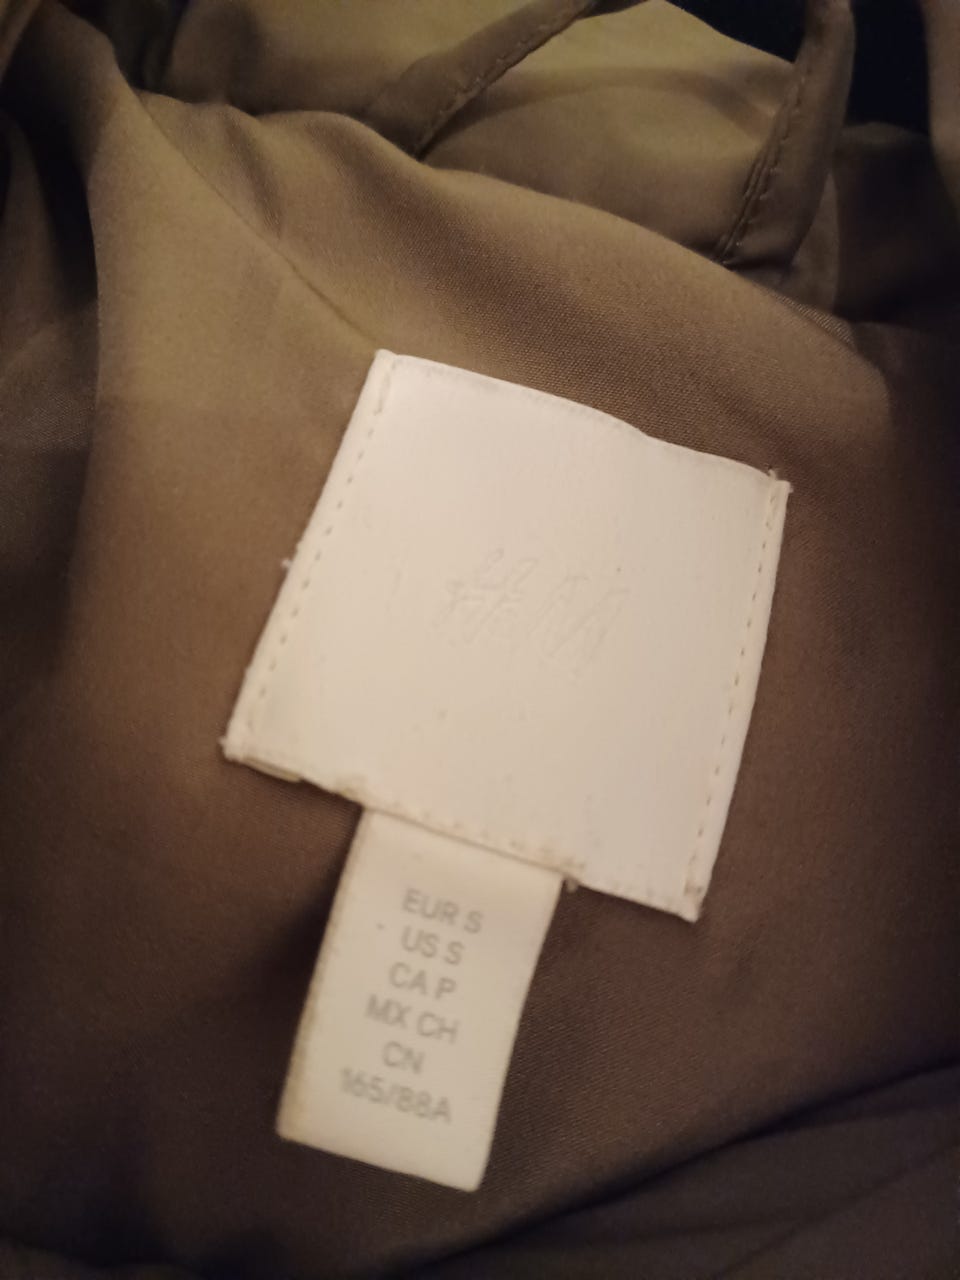 H&M
EUR S
US S
CA P
MX CH
CN
165/88A